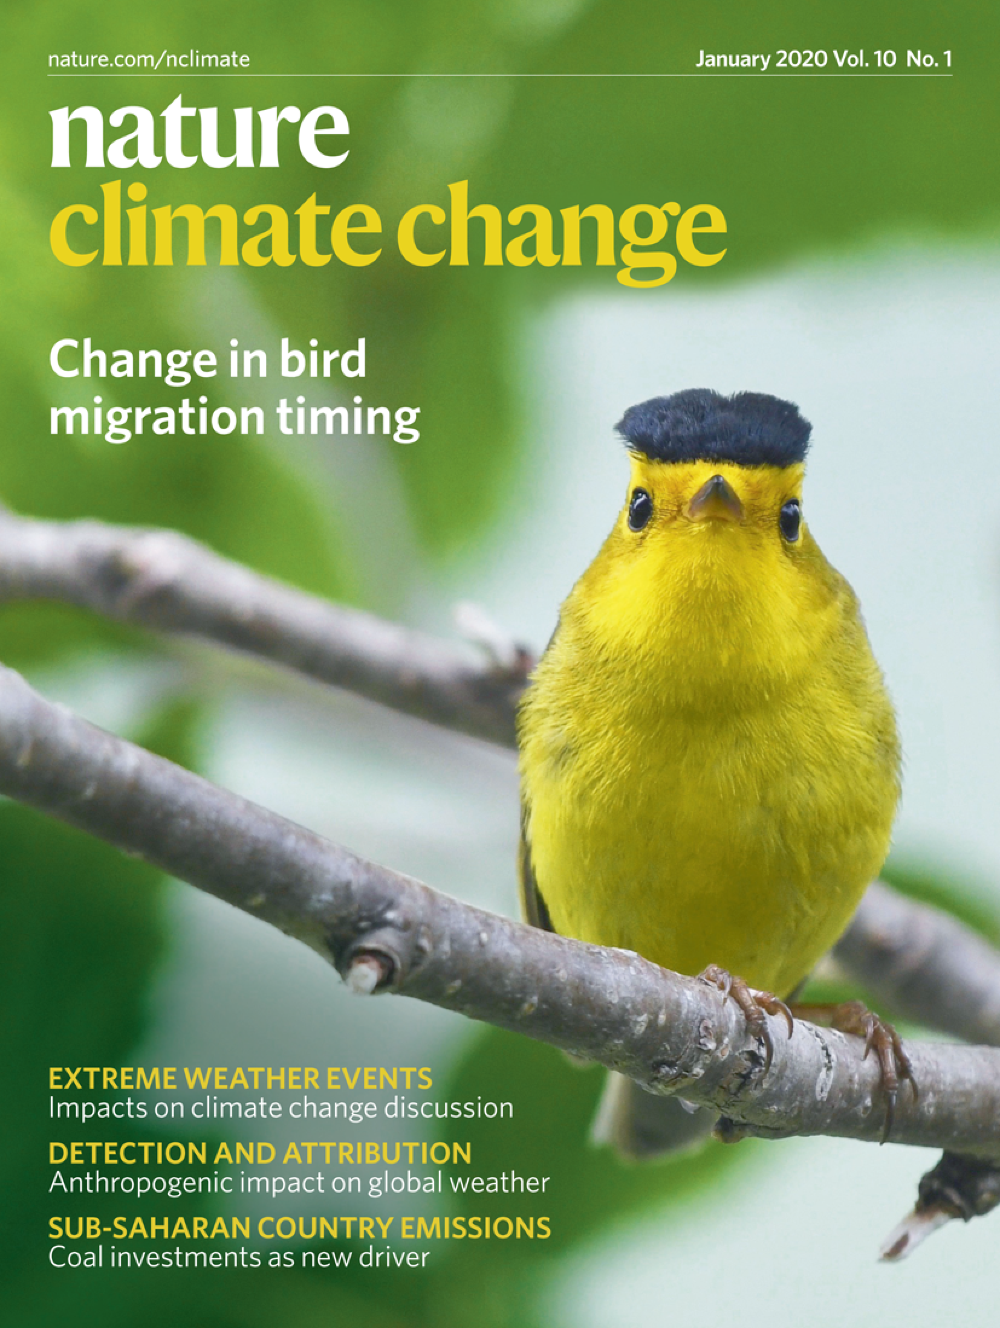 nature.com/nclimate
January 2020 Vol. 10 No. 1
nature
climate change
Change in bird
migration timing
EXTREME WEATHER EVENTS
Impacts on climate change discussion
DETECTION AND ATTRIBUTION
Anthropogenic impact on global weather
SUB-SAHARAN COUNTRY EMISSIONS
Coal investments as new driver